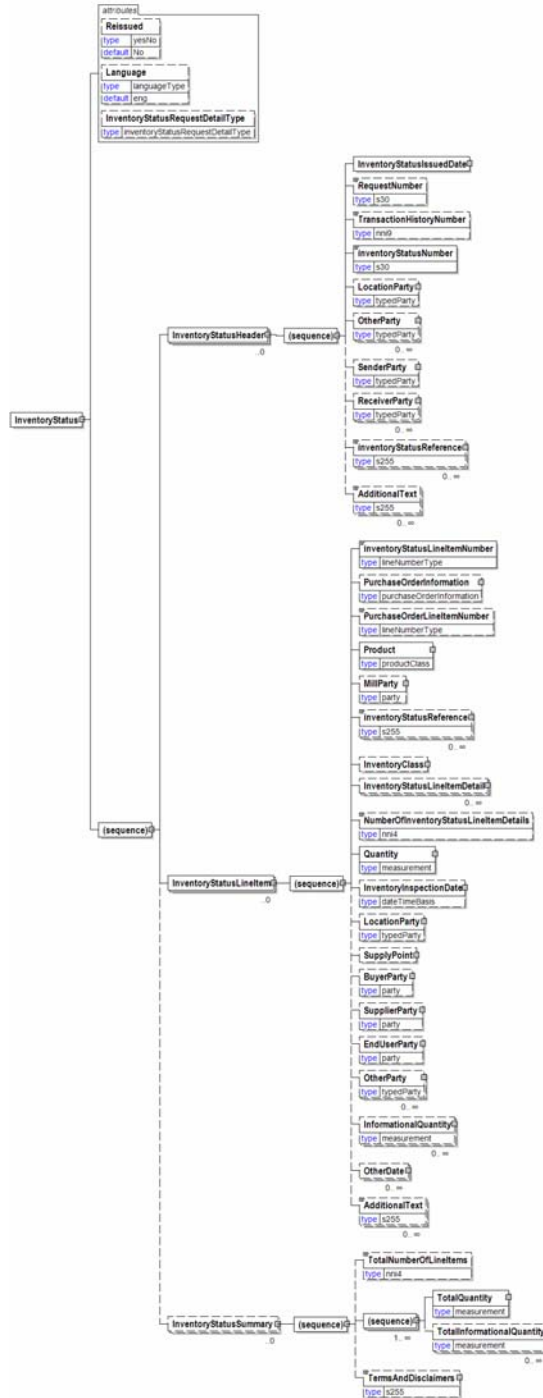 attributes
Reissued
type yesNo
default No
Language
type languageType
default eng
InventoryStatusRequestDetailType
type inventoryStatusRequestDetailType
InventoryStatusIssuedDate
RequestNumber
type s30
TransactionHistoryNumber
type nni9
inventoryStatusNumber
type s30
LocationParty
type typedParty
InventoryStatusHeader
(sequence)
..0
OtherParty
type typedParty
0.. ∞
SenderParty
type typedParty
ReceiverParty
type typedParty
0.. ∞
InventoryStatus
inventoryStatusReference
type s255
0.. ∞
AdditionalText
type s255
0.. ∞
InventoryStatusLineItemNumber
type lineNumberType
PurchaseOrderInformation
type purchaseOrderInformation
PurchaseOrderLineItemNumber
type lineNumberType
Product
type productClass
MillParty
type party
inventoryStatusReference
type s255
0.. ∞
InventoryClass
InventoryStatusLineItemDetail
0.. ∞
NumberOfInventoryStatusLineItemDetails
type nni4
(sequence)
Quantity
type measurement
InventoryStatusLineItem
(sequence)
..0
InventoryInspectionDate
type dateTimeBasis
LocationParty
type typedParty
SupplyPoint
BuyerParty
type party
SupplierParty
type party
EndUserParty
type party
OtherParty
type typedParty
0.. ∞
InformationalQuantity
type measurement
0.. ∞
OtherDate
0.. ∞
AdditionalText
type s255
0.. ∞
TotalNumberOfLineItems
type nni4
InventoryStatusSummary
(sequence)
..0
(sequence)
1.. ∞
TotalQuantity
type measurement
TotalInformationalQuantity
type measurement
0.. ∞
TermsAndDisclaimers
type s255